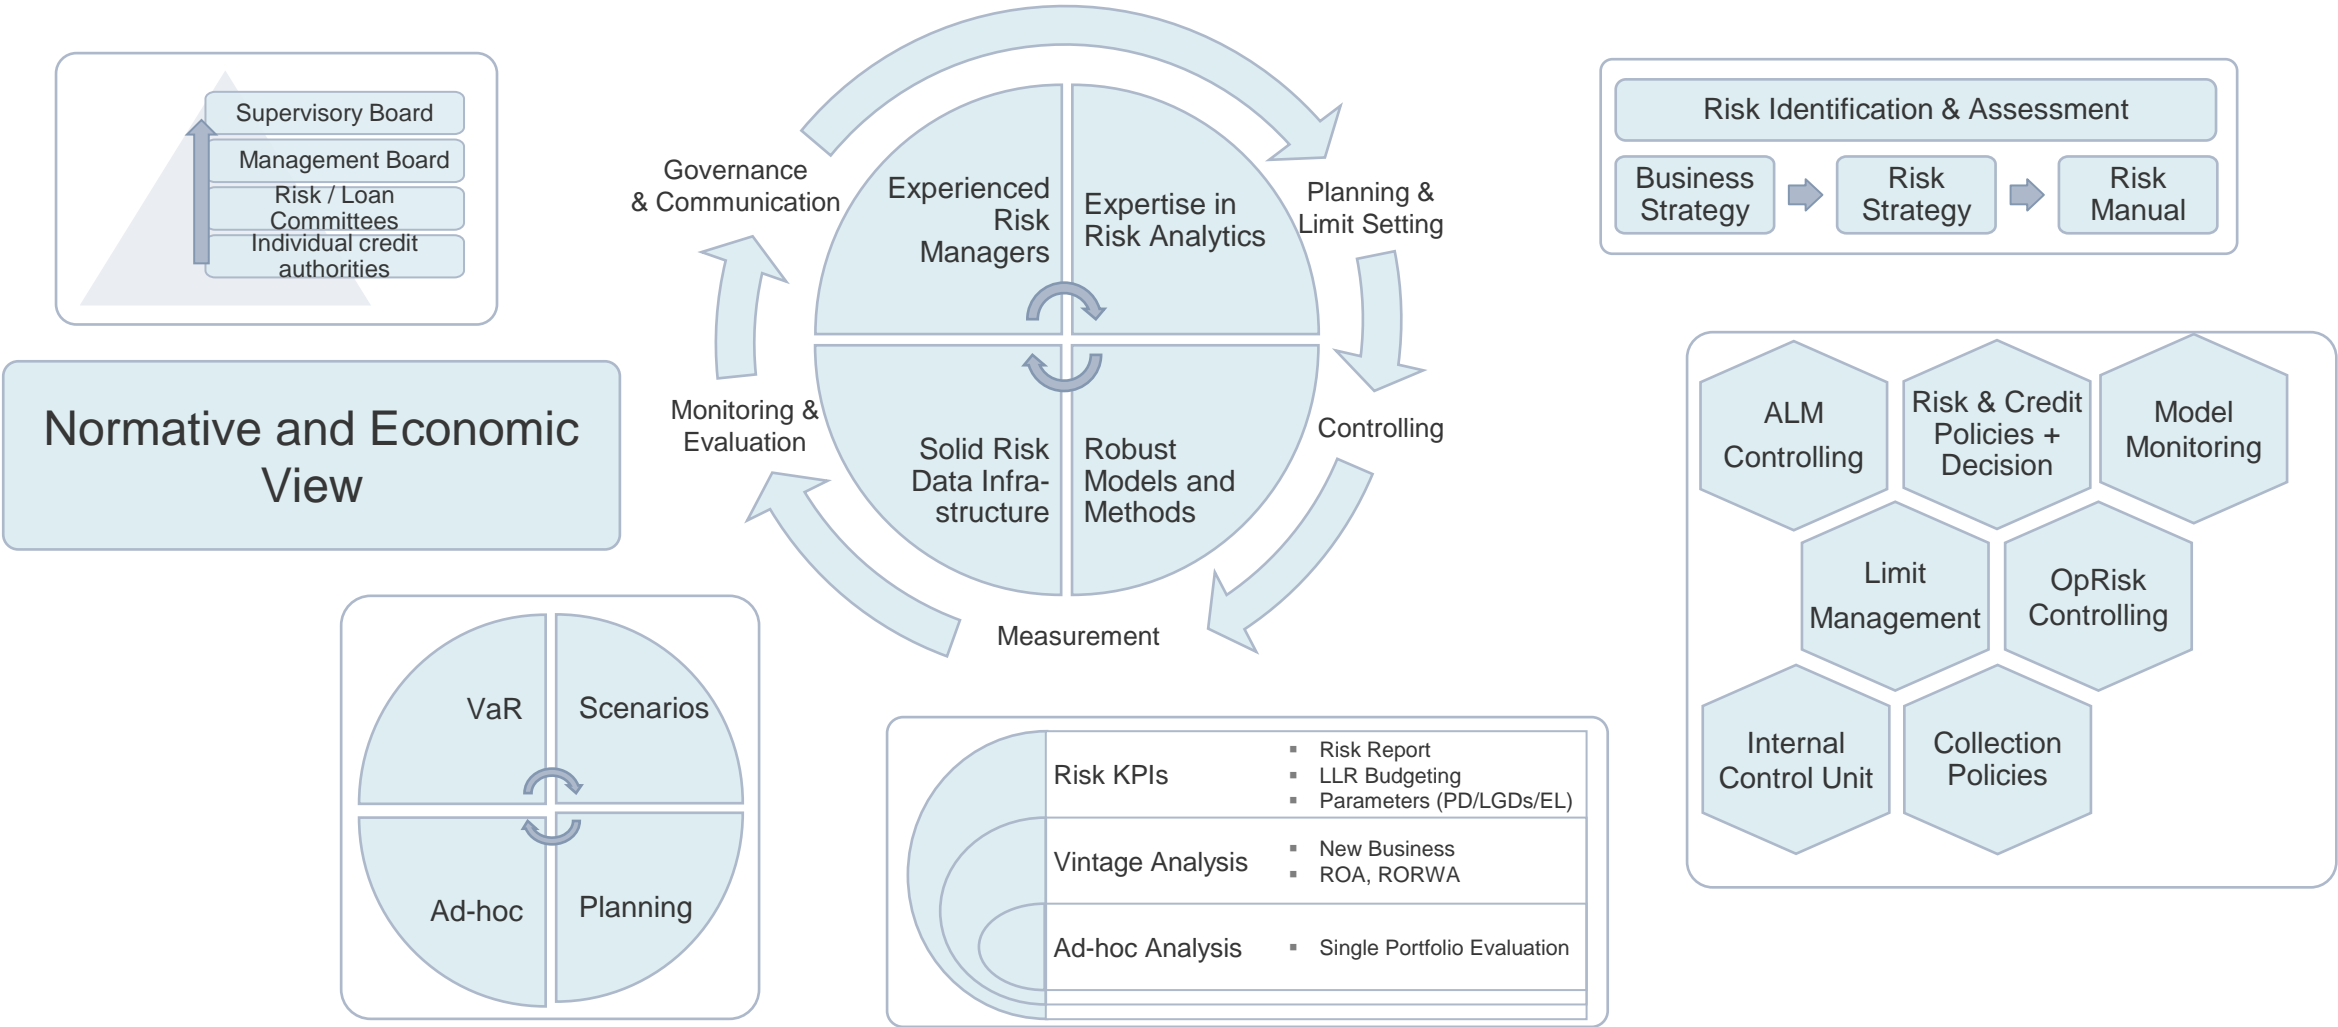 Supervisory Board
Management Board
Risk / Loan
Committees
Individual credit
authorities
Normative and Economic
View
Governance
& Communication
Planning &
Limit Setting
Controlling
Measurement
Monitoring &
Evaluation
Experienced
Risk
Managers
Expertise in
Risk Analytics
Solid Risk
Data Infra-
structure
Robust
Models and
Methods
Risk Identification & Assessment
Business
Strategy
Risk
Strategy
Risk
Manual
ALM
Controlling
Risk & Credit
Policies +
Decision
Model
Monitoring
Limit
Management
OpRisk
Controlling
Internal
Control Unit
Collection
Policies
VaR
Scenarios
Ad-hoc
Planning
Risk KPIs
▪ Risk Report
▪ LLR Budgeting
▪ Parameters (PD/LGDs/EL)
Vintage Analysis
▪ New Business
▪ ROA, RORWA
Ad-hoc Analysis
▪ Single Portfolio Evaluation